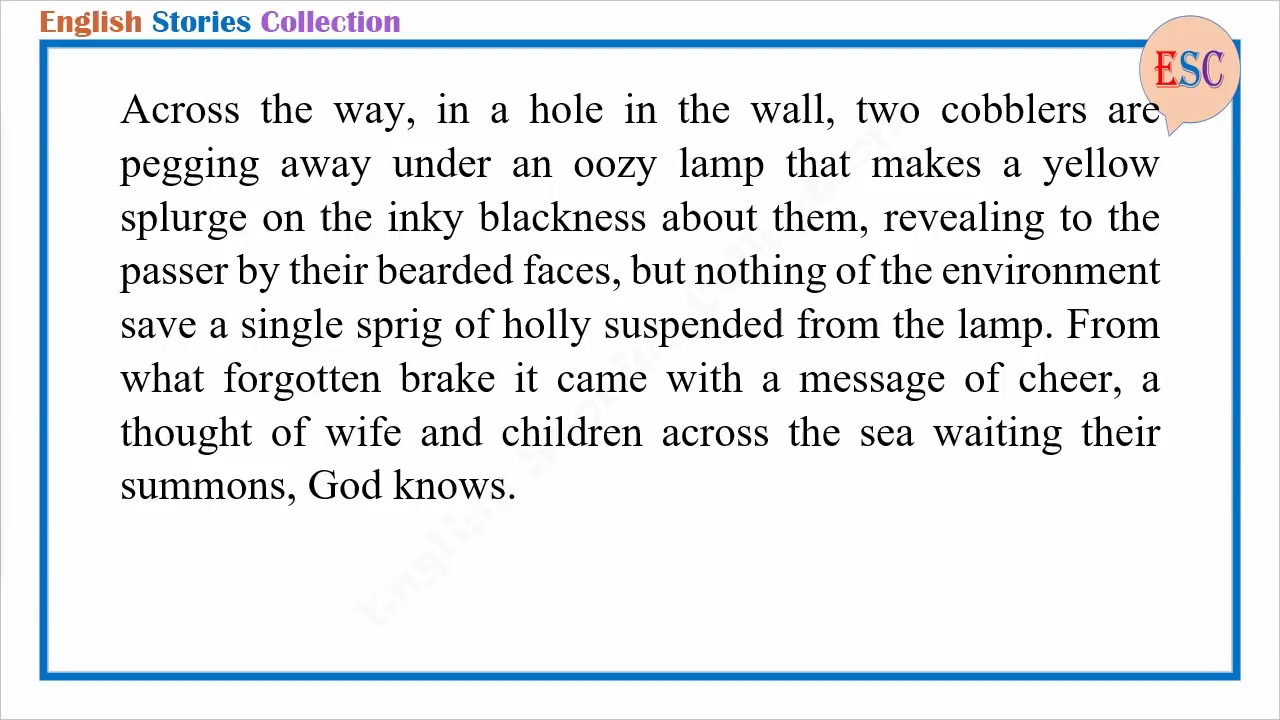 English Stories Collection
ESC
Across the way, in a hole in the wall, two cobblers are
pegging away under an oozy lamp that makes a yellow
splurge on the inky blackness about them, revealing to the
passer by their bearded faces, but nothing of the environment
save a single sprig of holly suspended from the lamp. From
what forgotten brake it came with a message of cheer, a
thought of wife and children across the sea waiting their
summons, God knows.
English Stories Collection